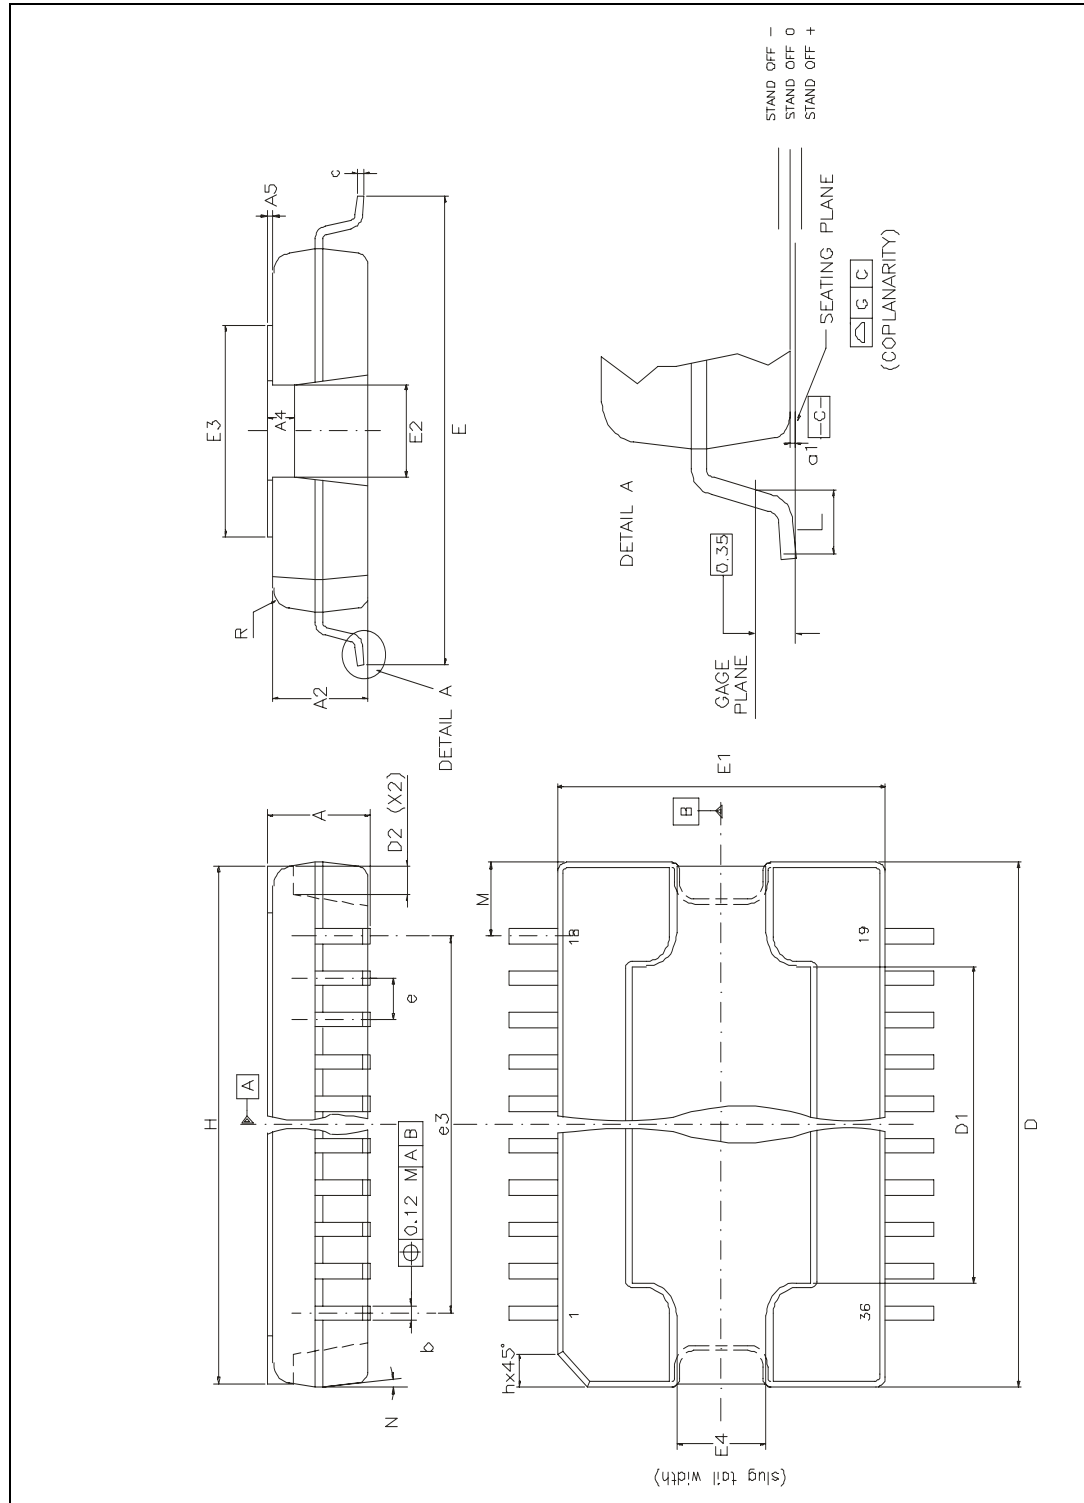 STAND OFF -
STAND OFF 0
STAND OFF +
c
A5
E3
A4
E2
E
R
A2
DETAIL A
SEATING PLANE
G C
(COPLANARITY)
a1
-C-
DETAIL A
L
0.35
GAGE
PLANE
A
D2 (X2)
e
A
H
e3
0.12 M A B
b
N
E1
B
M
18
19
D1
D
1
36
hx45°
E4
(slug tail width)